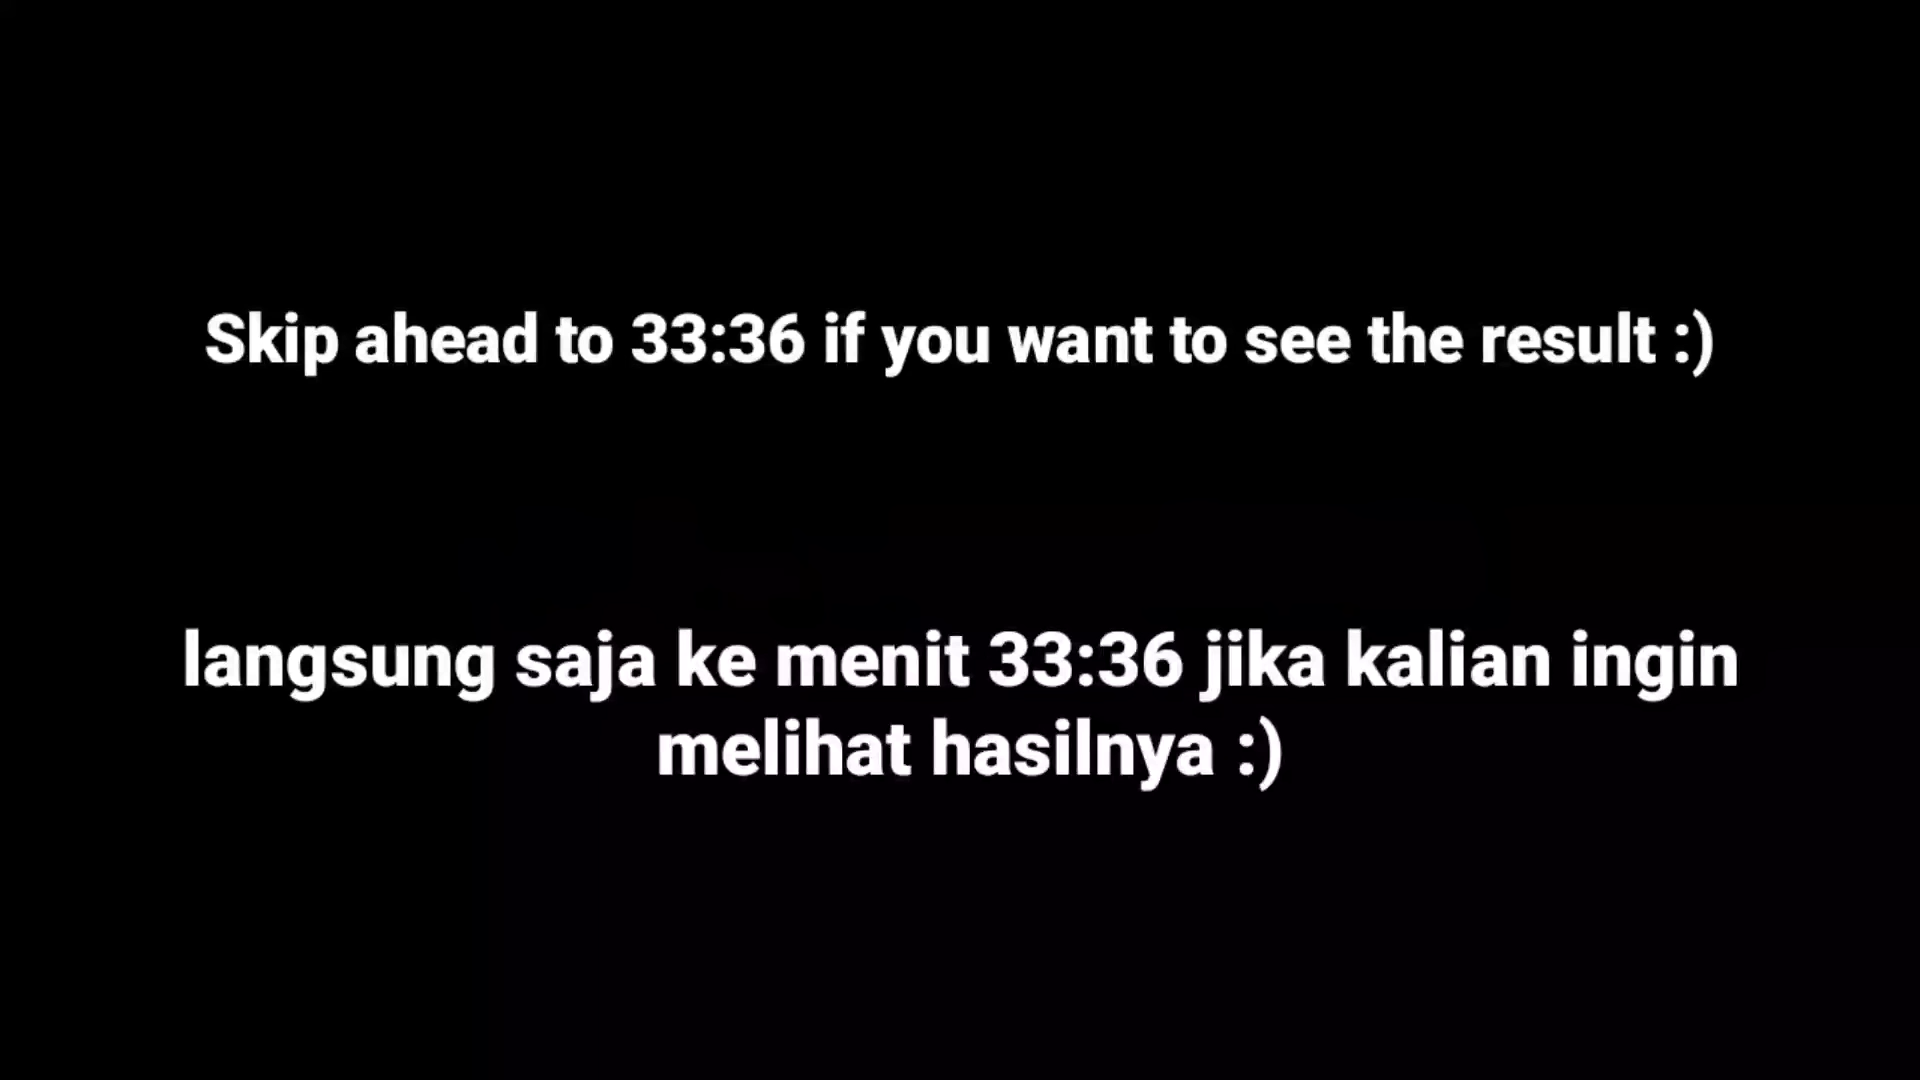 Skip ahead to 33:36 if you want to see the result :)
langsung saja ke menit 33:36 jika kalian ingin
melihat hasilnya :)